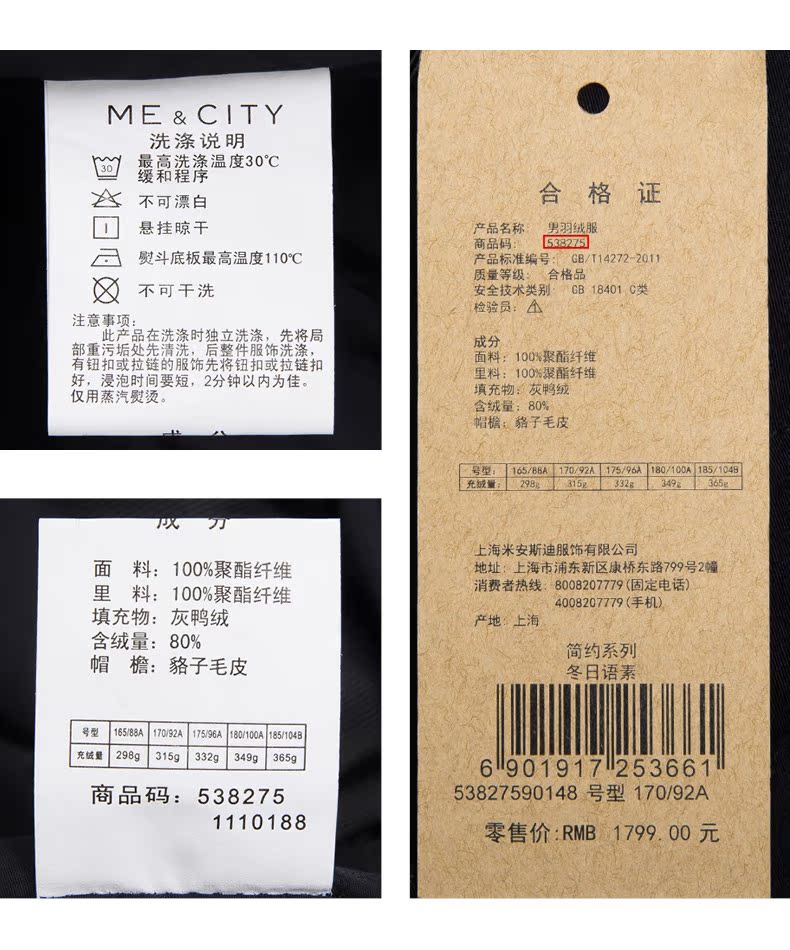 ME & CITY
洗涤说明
30
最高洗涤温度30℃
缓和程序
不可漂白
悬挂晾干
熨斗底板最高温度110℃
不可干洗
注意事项:
此产品在洗涤时独立洗涤，先将局
部重污垢处先清洗，后整件服饰洗涤，
有钮扣或拉链的服饰先将钮扣或拉链扣
好，浸泡时间要短，2分钟以内为佳。
仅用蒸汽熨烫。
成 分
成 分
面 料：100%聚酯纤维
里 料：100%聚酯纤维
填充物：灰鸭绒
含绒量：80%
帽 檐：貉子毛皮
号型 165/88A 170/92A 175/96A 180/100A 185/104B
充绒量 298g 315g 332g 349g 365g
商品码：538275
1110188
合格证
产品名称: 男羽绒服
商品码: 538275
产品标准编号: GB/T14272-2011
质量等级: 合格品
安全技术类别: GB 18401 C类
检验员:
成分
面料: 100%聚酯纤维
里料: 100%聚酯纤维
填充物: 灰鸭绒
含绒量: 80%
帽檐: 貉子毛皮
号型: 165/88A 170/92A 175/96A 180/100A 185/104B
充绒量: 298g 315g 332g 349g 365g
上海米安斯迪服饰有限公司
地址: 上海市浦东新区康桥东路799号2幢
消费者热线: 8008207779(固定电话)
4008207779(手机)
产地: 上海
简约系列
冬日语素
6 901917 253661
53827590148 号型 170/92A
零售价:RMB 1799.00 元